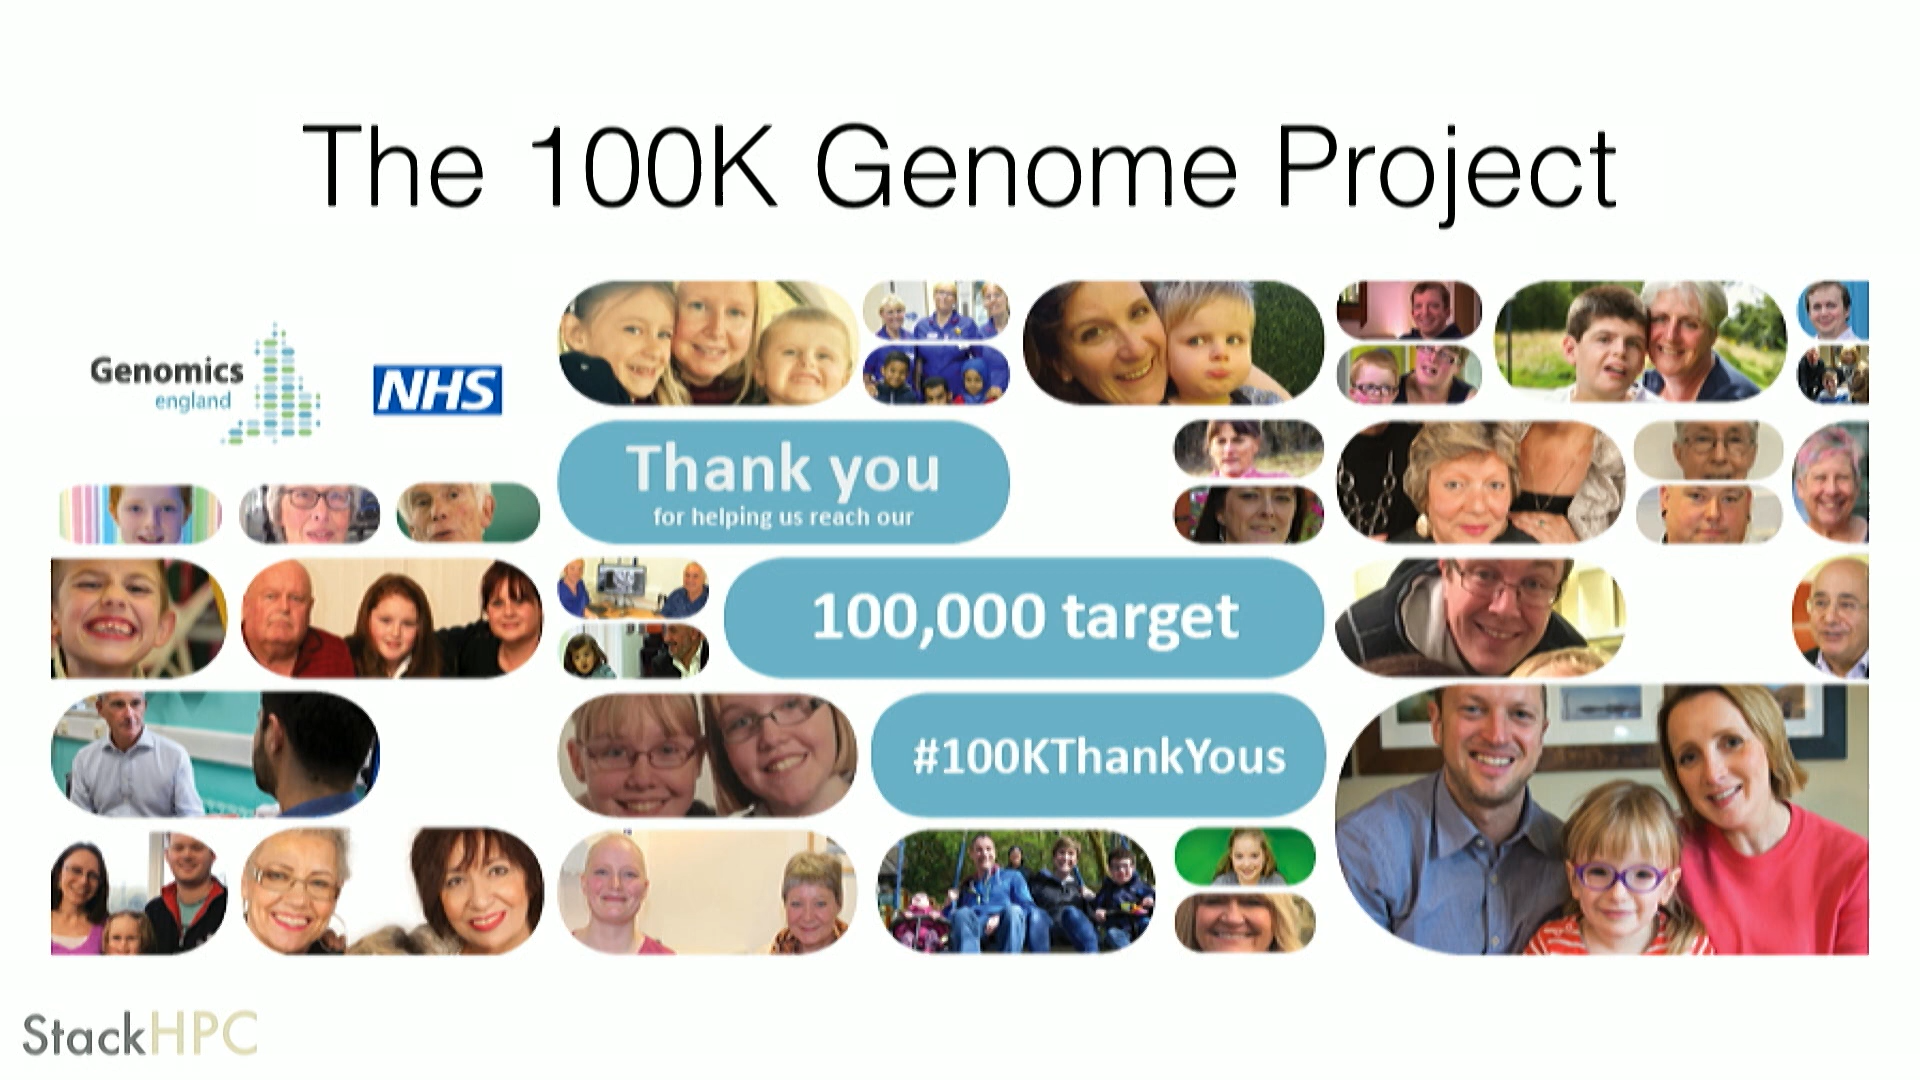 The 100K Genome Project
Genomics
england
NHS
Thank you
for helping us reach our
100,000 target
#100KThankYous
StackHPC